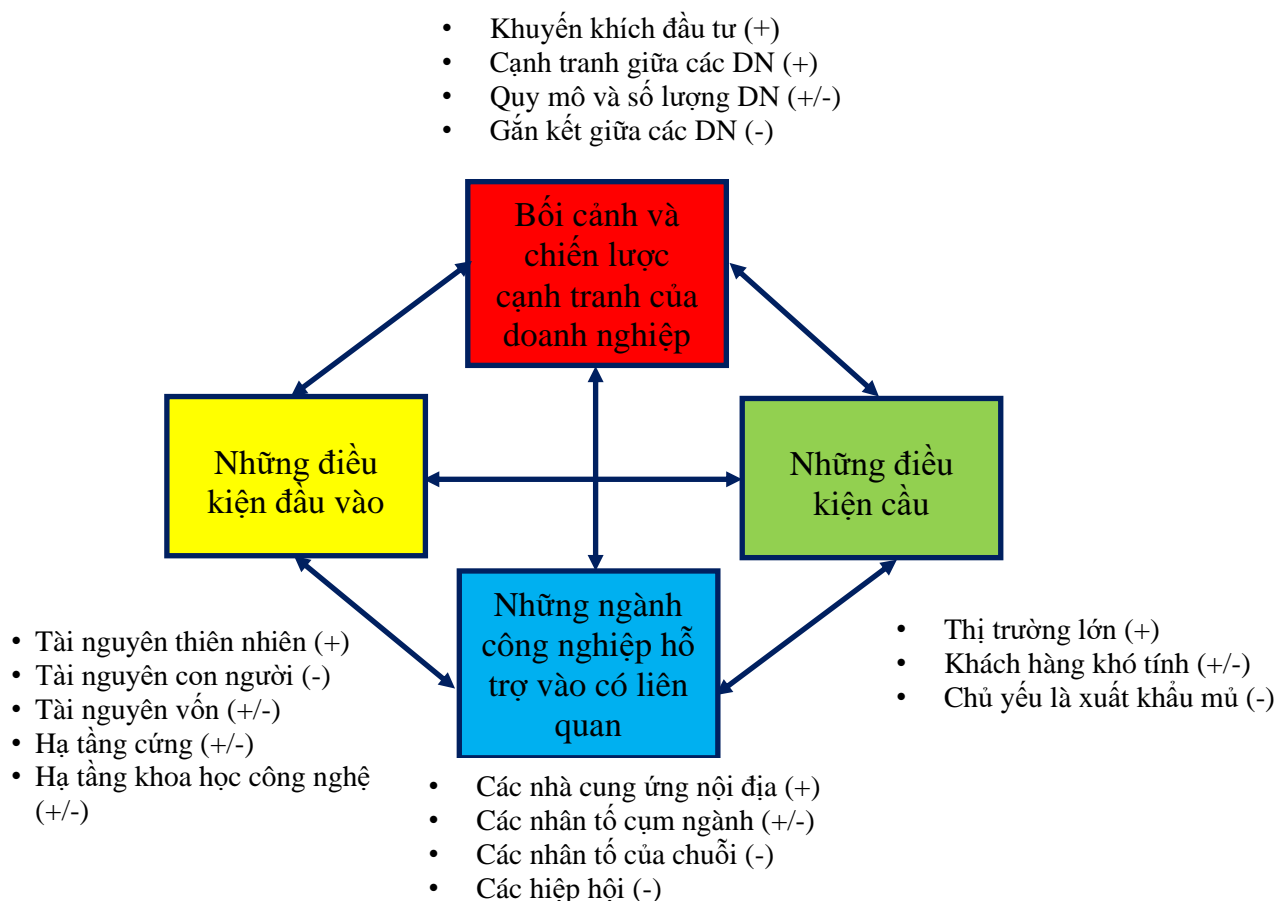 • Khuyến khích đầu tư (+)
• Cạnh tranh giữa các DN (+)
• Quy mô và số lượng DN (+/-)
• Gắn kết giữa các DN (-)
Bối cảnh và
chiến lược
cạnh tranh của
doanh nghiệp
Những điều
kiện đầu vào
Những điều
kiện cầu
Những ngành
công nghiệp hỗ
trợ vào có liên
quan
• Tài nguyên thiên nhiên (+)
• Tài nguyên con người (-)
• Tài nguyên vốn (+/-)
• Hạ tầng cứng (+/-)
• Hạ tầng khoa học công nghệ
(+/-)
• Thị trường lớn (+)
• Khách hàng khó tính (+/-)
• Chủ yếu là xuất khẩu mủ (-)
• Các nhà cung ứng nội địa (+)
• Các nhân tố cụm ngành (+/-)
• Các nhân tố của chuỗi (-)
• Các hiệp hội (-)